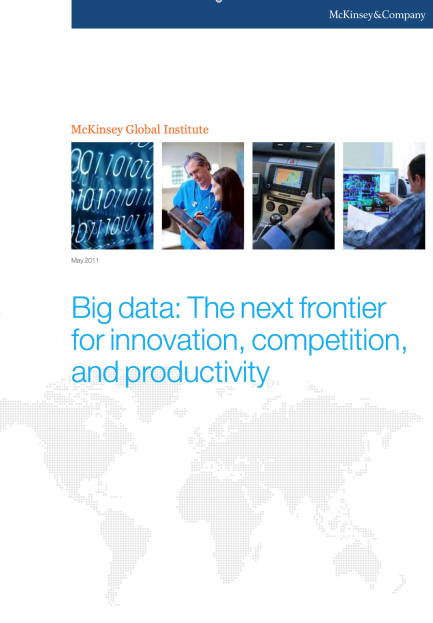 McKinsey&Company
McKinsey Global Institute
May 2011
Big data: The next frontier
for innovation, competition,
and productivity